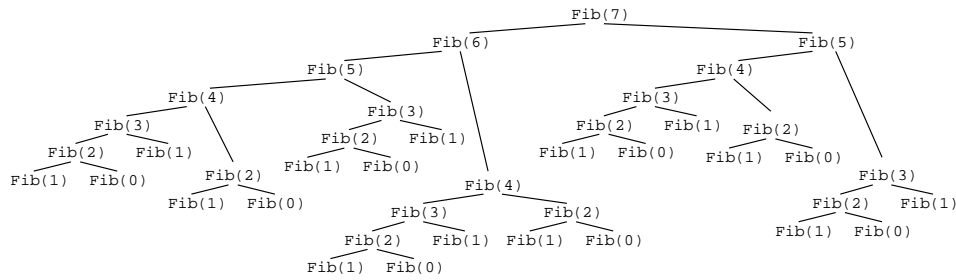 Fib(7)
Fib(6) Fib(5)
Fib(5) Fib(4)
Fib(4) Fib(3)
Fib(3) Fib(3) Fib(2) Fib(1)
Fib(2) Fib(1) Fib(2) Fib(1) Fib(2)
Fib(2) Fib(1) Fib(1) Fib(0) Fib(1) Fib(0) Fib(1) Fib(0)
Fib(1) Fib(0) Fib(2) Fib(4) Fib(3)
Fib(1) Fib(0) Fib(2) Fib(1)
Fib(3) Fib(2)
Fib(2) Fib(1) Fib(1) Fib(0) Fib(1) Fib(0)
Fib(1) Fib(0)